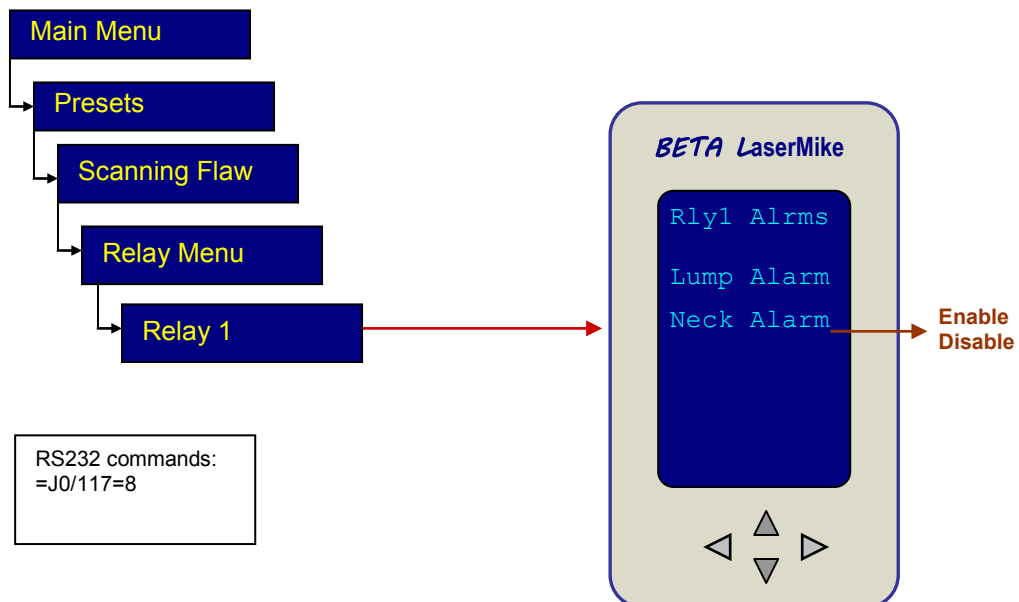 Main Menu
Presets
Scanning Flaw
Relay Menu
Relay 1
RS232 commands:
=J0/117=8
BETA LaserMike
Rly1 Alrms
Lump Alarm
Neck Alarm
Enable
Disable